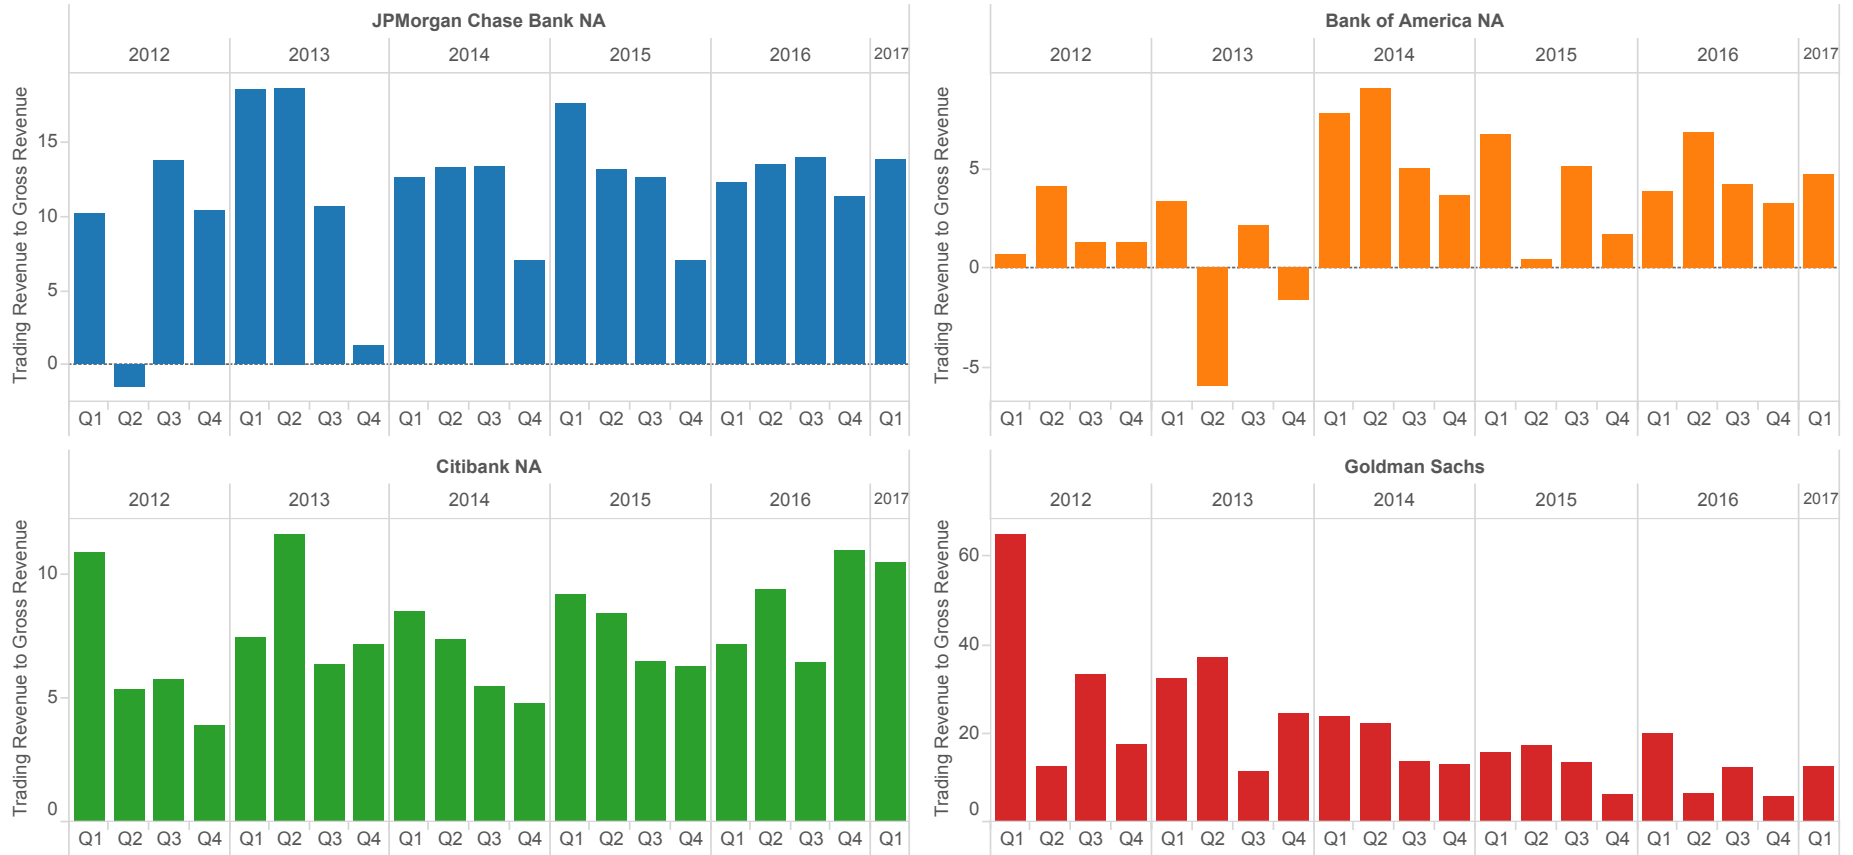 JPMorgan Chase Bank NA
2012 2013 2014 2015 2016 2017
Trading Revenue to Gross Revenue
15
10
5
0
Q1 Q2 Q3 Q4 Q1 Q2 Q3 Q4 Q1 Q2 Q3 Q4 Q1 Q2 Q3 Q4 Q1 Q2 Q3 Q4 Q1
Bank of America NA
2012 2013 2014 2015 2016 2017
Trading Revenue to Gross Revenue
5
0
-5
Q1 Q2 Q3 Q4 Q1 Q2 Q3 Q4 Q1 Q2 Q3 Q4 Q1 Q2 Q3 Q4 Q1 Q2 Q3 Q4 Q1
Citibank NA
2012 2013 2014 2015 2016 2017
Trading Revenue to Gross Revenue
10
5
0
Q1 Q2 Q3 Q4 Q1 Q2 Q3 Q4 Q1 Q2 Q3 Q4 Q1 Q2 Q3 Q4 Q1 Q2 Q3 Q4 Q1
Goldman Sachs
2012 2013 2014 2015 2016 2017
Trading Revenue to Gross Revenue
60
40
20
0
Q1 Q2 Q3 Q4 Q1 Q2 Q3 Q4 Q1 Q2 Q3 Q4 Q1 Q2 Q3 Q4 Q1 Q2 Q3 Q4 Q1